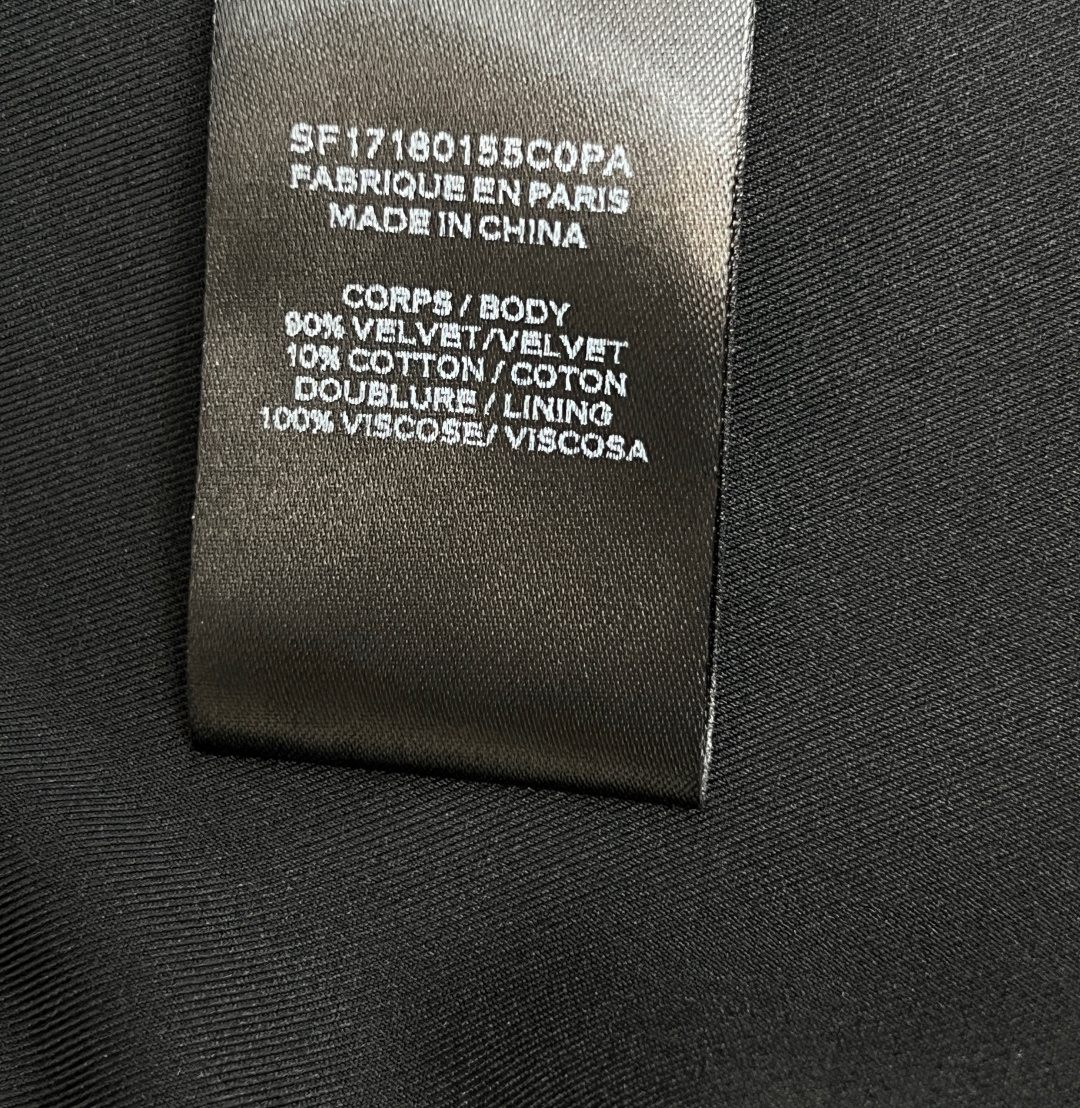 SF17180155C0PA
FABRIQUE EN PARIS
MADE IN CHINA
CORPS / BODY
90% VELVET/VELVET
10% COTTON / COTON
DOUBLURE / LINING
100% VISCOSE/ VISCOSA